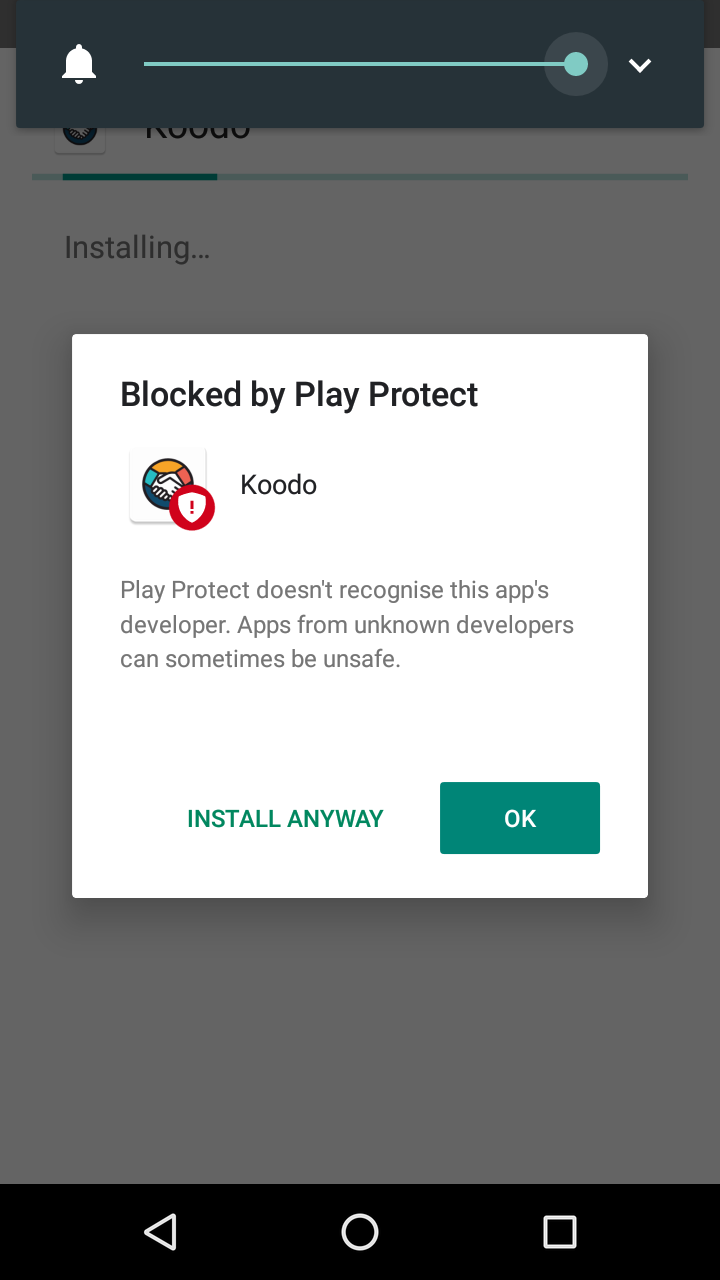 Koodo
Installing...
Blocked by Play Protect
Koodo
Play Protect doesn't recognise this app's
developer. Apps from unknown developers
can sometimes be unsafe.
INSTALL ANYWAY
OK